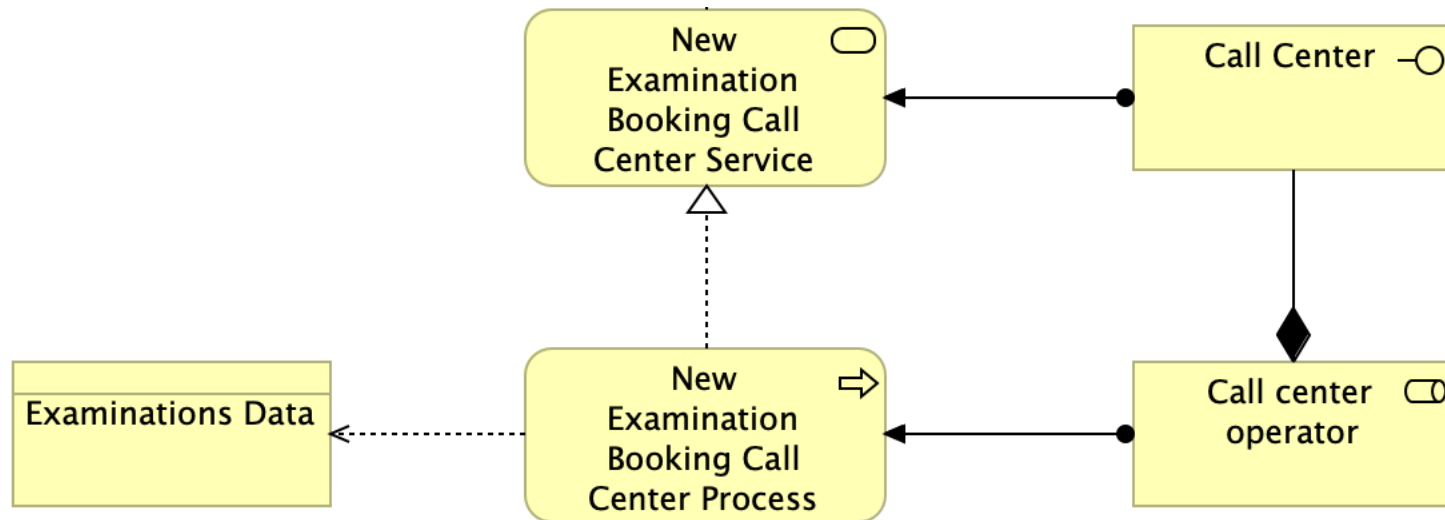 New
Examination
Booking Call
Center Service
Call Center
Examinations Data
New
Examination
Booking Call
Center Process
Call center
operator